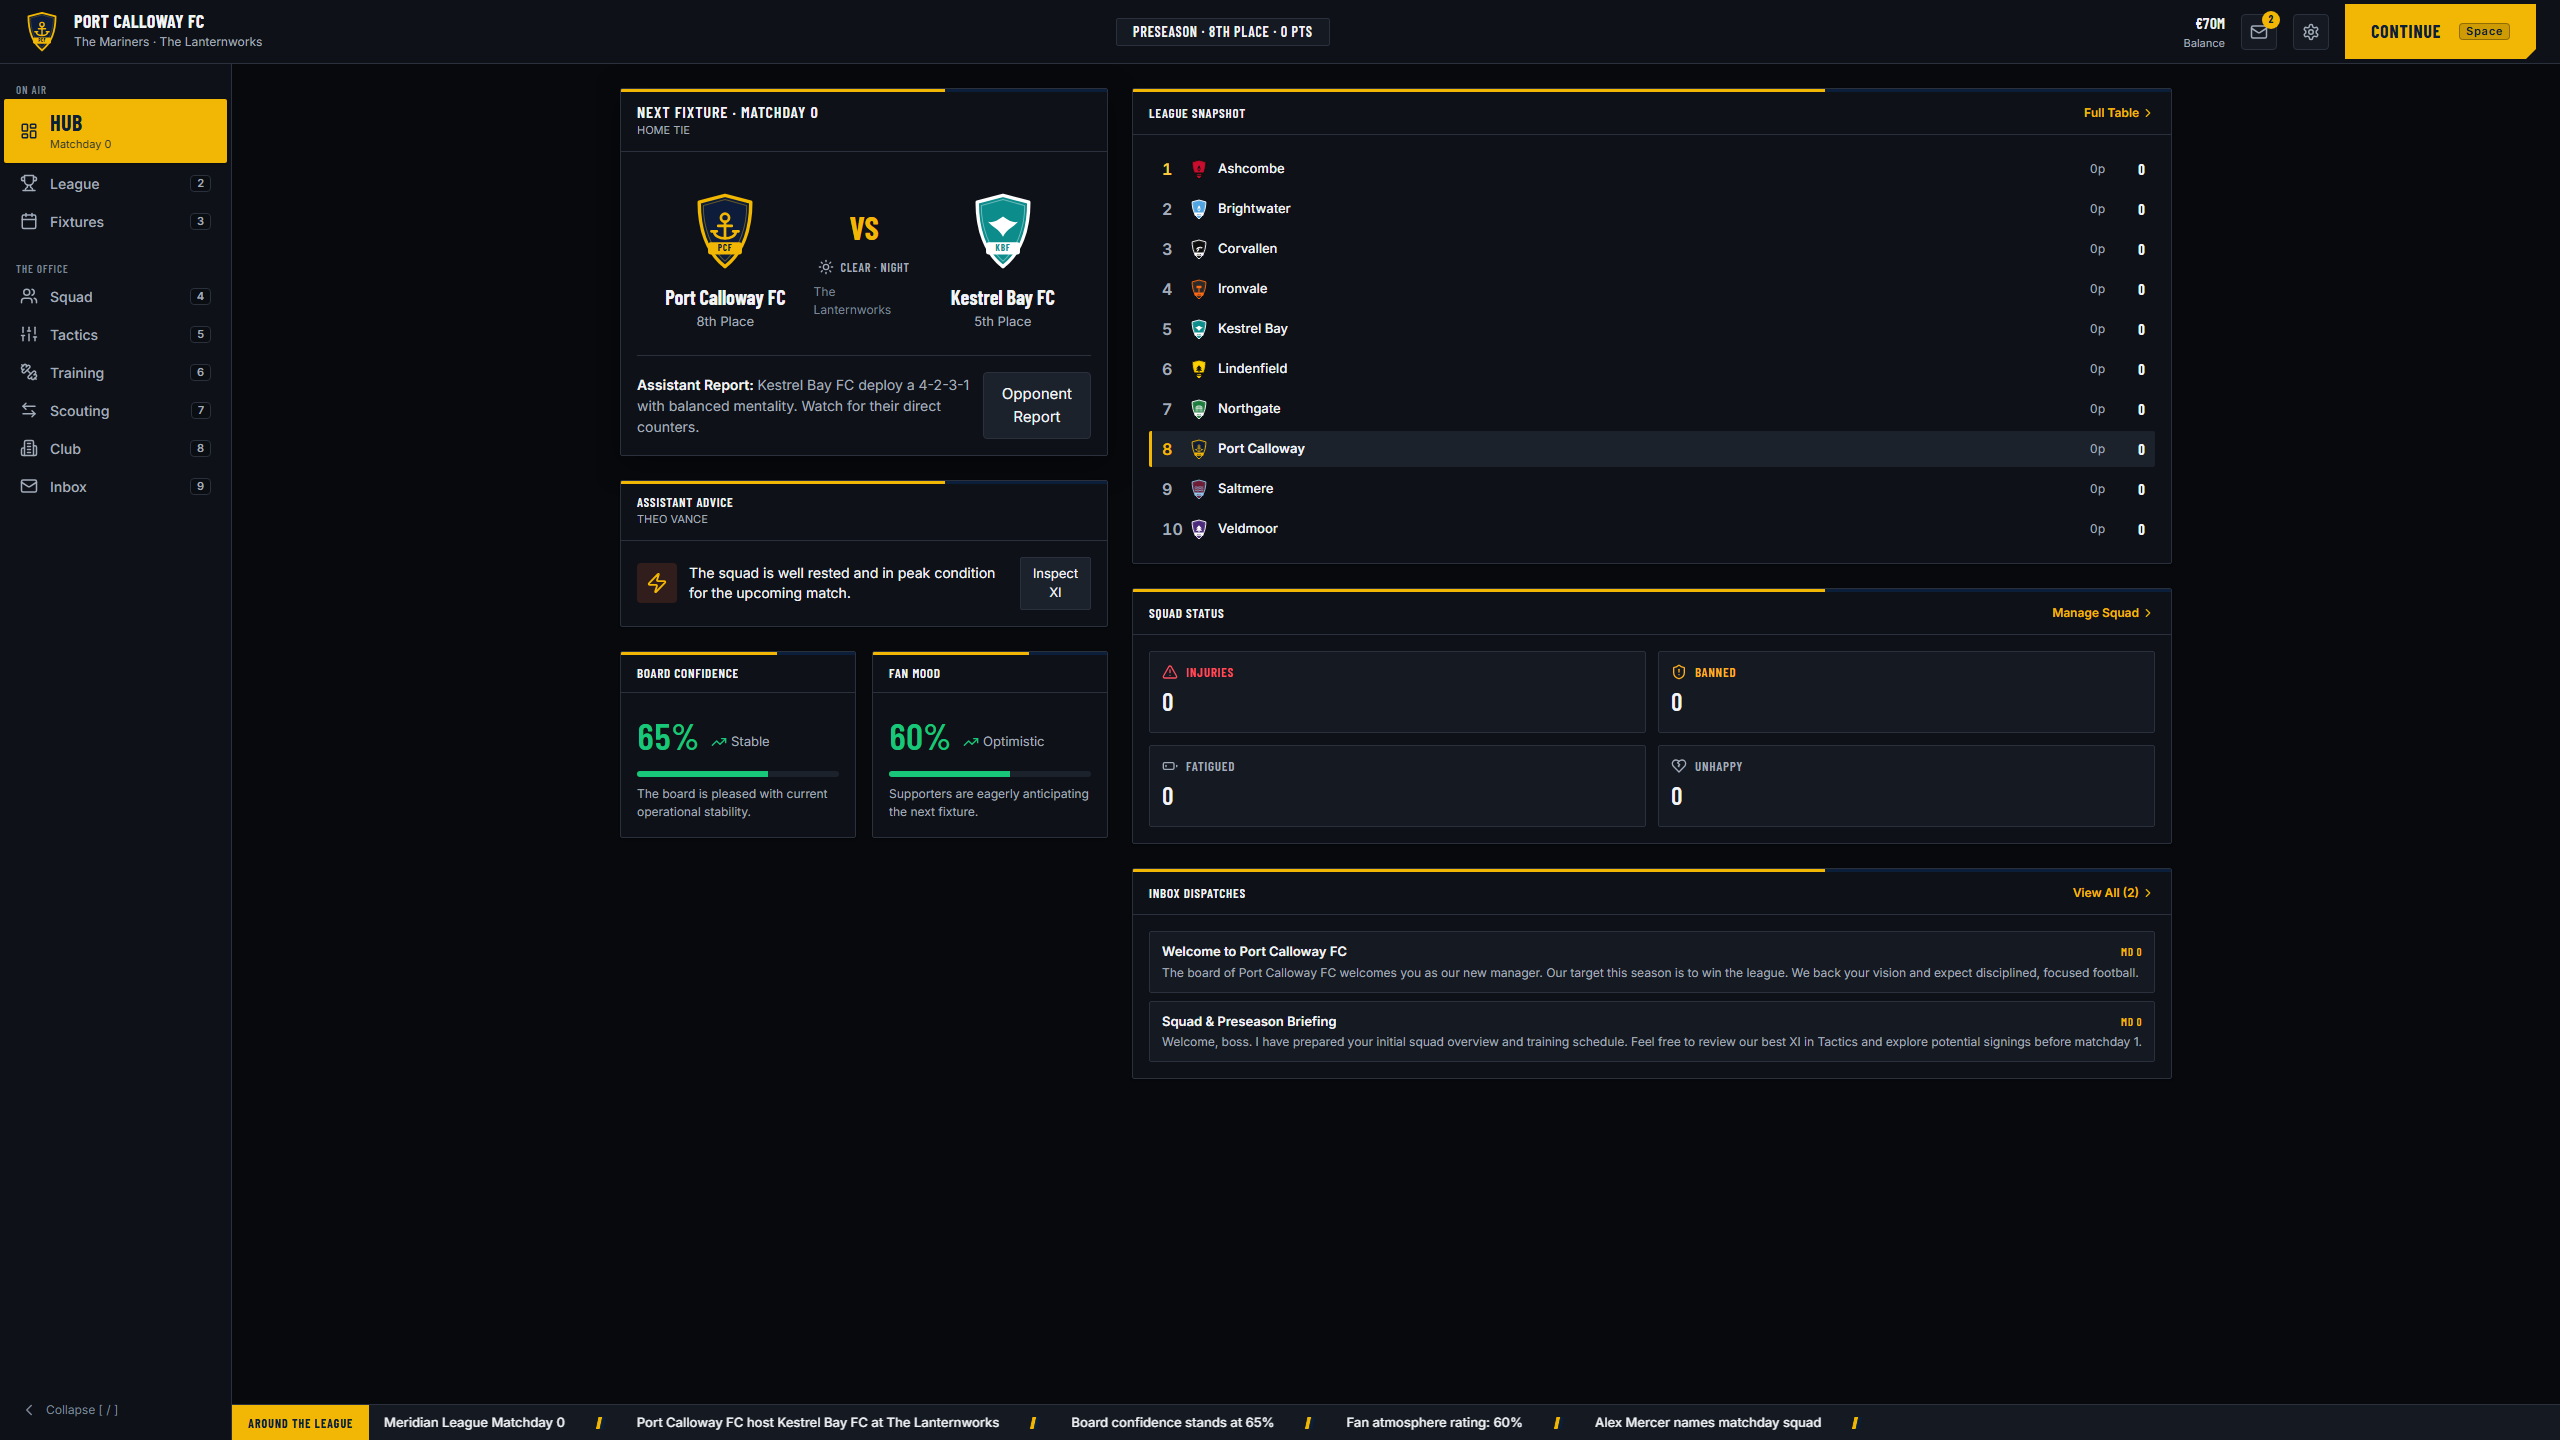 PORT CALLOWAY FC
The Mariners · The Lanternworks
PRESEASON · 8TH PLACE · 0 PTS
€70M
Balance
2
CONTINUE Space
ON AIR
HUB
Matchday 0
League 2
Fixtures 3
THE OFFICE
Squad 4
Tactics 5
Training 6
Scouting 7
Club 8
Inbox 9
Collapse [ / ]
NEXT FIXTURE · MATCHDAY 0
HOME TIE
PCF
VS
KBF
CLEAR · NIGHT
Port Calloway FC
8th Place
The
Lanternworks
Kestrel Bay FC
5th Place
Assistant Report: Kestrel Bay FC deploy a 4-2-3-1
with balanced mentality. Watch for their direct
counters.
Opponent
Report
ASSISTANT ADVICE
THEO VANCE
The squad is well rested and in peak condition
for the upcoming match.
Inspect
XI
BOARD CONFIDENCE
65% Stable
The board is pleased with current
operational stability.
FAN MOOD
60% Optimistic
Supporters are eagerly anticipating
the next fixture.
LEAGUE SNAPSHOT
Full Table
1 Ashcombe 0p 0
2 Brightwater 0p 0
3 Corvallen 0p 0
4 Ironvale 0p 0
5 Kestrel Bay 0p 0
6 Lindenfield 0p 0
7 Northgate 0p 0
8 Port Calloway 0p 0
9 Saltmere 0p 0
10 Veldmoor 0p 0
SQUAD STATUS
Manage Squad
INJURIES
0
BANNED
0
FATIGUED
0
UNHAPPY
0
INBOX DISPATCHES
View All (2)
Welcome to Port Calloway FC
MD 0
The board of Port Calloway FC welcomes you as our new manager. Our target this season is to win the league. We back your vision and expect disciplined, focused football.
Squad & Preseason Briefing
MD 0
Welcome, boss. I have prepared your initial squad overview and training schedule. Feel free to review our best XI in Tactics and explore potential signings before matchday 1.
AROUND THE LEAGUE
Meridian League Matchday 0 / Port Calloway FC host Kestrel Bay FC at The Lanternworks / Board confidence stands at 65% / Fan atmosphere rating: 60% / Alex Mercer names matchday squad /